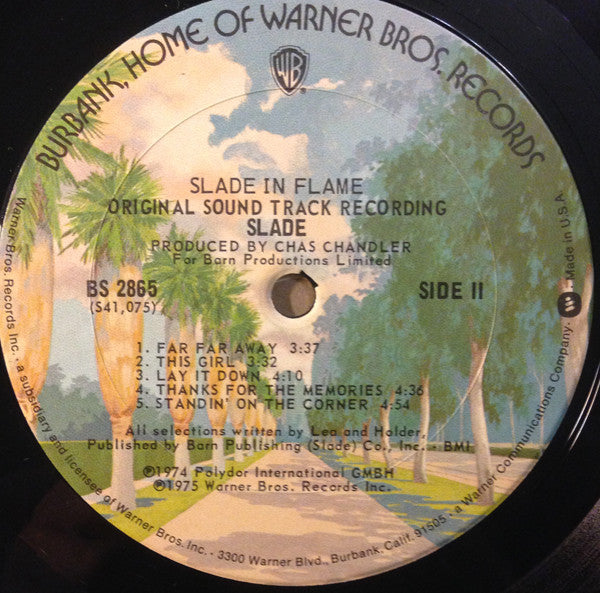 BURBANK, HOME OF WARNER BROS. RECORDS
WB
SLADE IN FLAME
ORIGINAL SOUND TRACK RECORDING
SLADE
PRODUCED BY CHAS CHANDLER
For Barn Productions Limited
BS 2865
(S41,075)
SIDE II
1. FAR FAR AWAY 3:37
2. THIS GIRL 3:32
3. LAY IT DOWN 4:10
4. THANKS FOR THE MEMORIES 4:36
5. STANDIN' ON THE CORNER 4:54
All selections written by Lea and Holder,
Published by Barn Publishing (Slade) Co., Inc. - BMI
℗1974 Polydor International GMBH
℗1975 Warner Bros. Records Inc.
Warner Bros. Records Inc. · a subsidiary and licensee of Warner Bros. Inc. · 3300 Warner Blvd., Burbank, Calif. 91505 · a Warner Communications Company · Made in U.S.A.